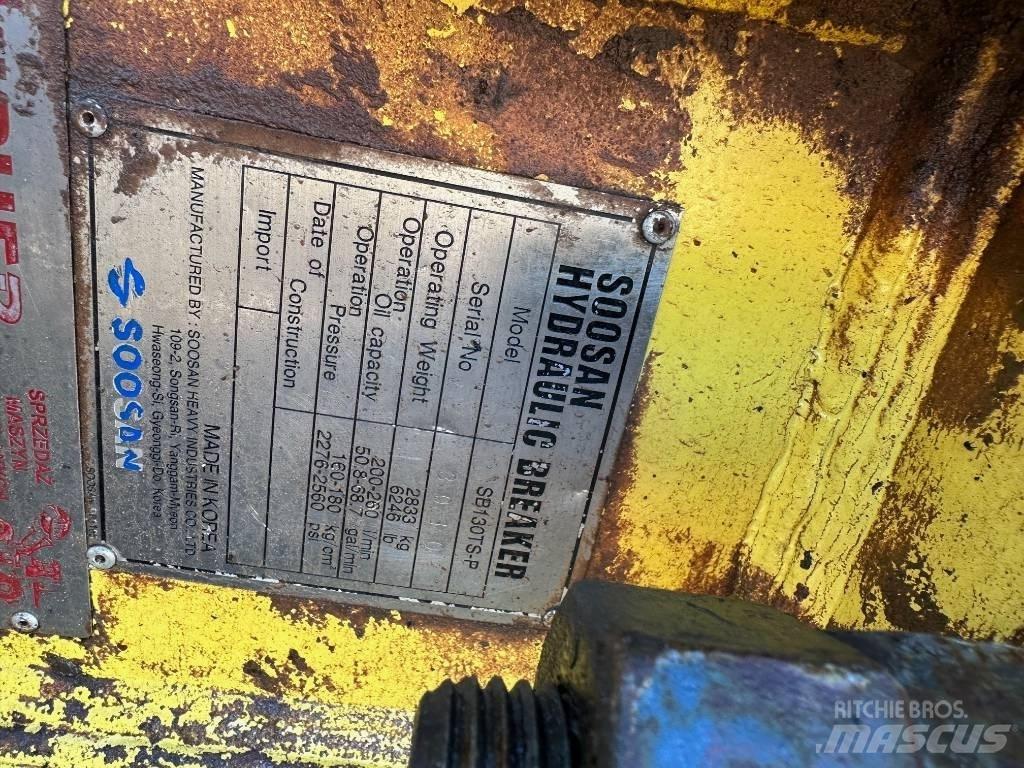 SOOSAN
HYDRAULIC BREAKER
Model SB130TS-P
Serial No
Operating Weight 2833 kg
6246 lb
Operation Oil capacity 200-260 l/min
Operation 50.8-68.7 gal/min
Pressure 160-180 kg/cm²
2276-2560 psi
Date of Construction
Import
MADE IN KOREA
MANUFACTURED BY : SOOSAN HEAVY INDUSTRIES CO., LTD
109-2, Songsan-Ri, Yanggam-Myeon
Hwaseong-Si, Gyeonggi-Do, Korea
SOOSAN
SPRZEDAŻ
MASZYN
RITCHIE BROS.
MASCUS